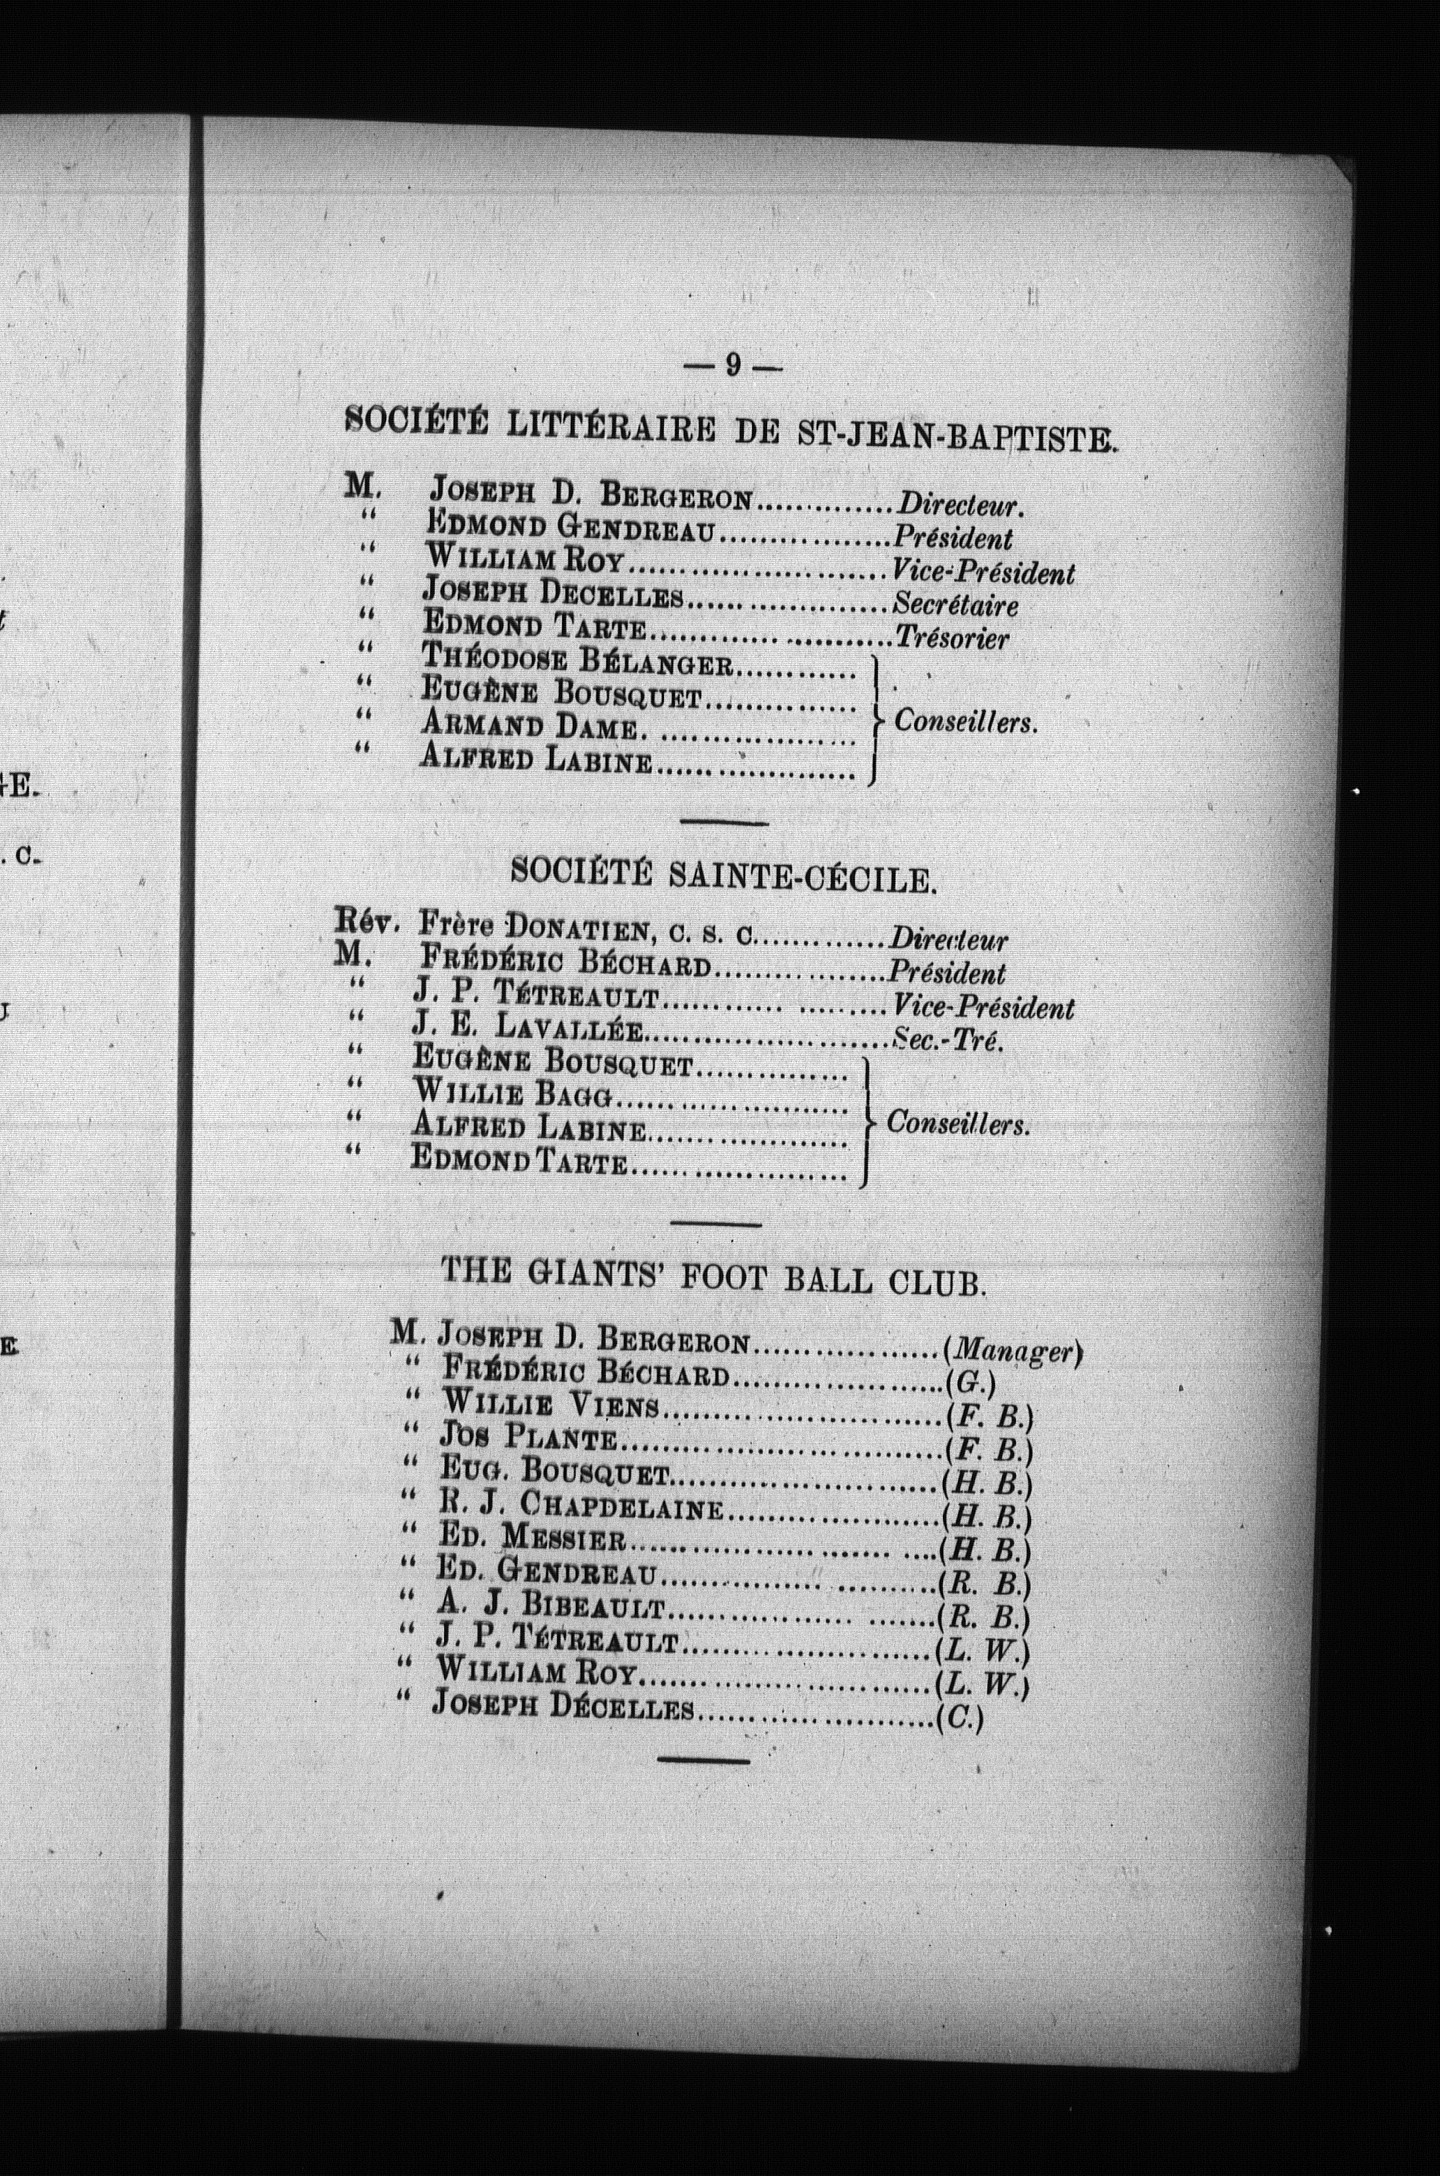 — 9 —
SOCIÉTÉ LITTÉRAIRE DE ST-JEAN-BAPTISTE.
M. JOSEPH D. BERGERON..............Directeur.
“ EDMOND GENDREAU.................Président
“ WILLIAM ROY..........................Vice-Président
“ JOSEPH DECELLES....................Secrétaire
“ EDMOND TARTE........................Trésorier
“ THÉODOSE BÉLANGER............
“ EUGÈNE BOUSQUET...............
“ ARMAND DAME. ....................
“ ALFRED LABINE....................
} Conseillers.
SOCIÉTÉ SAINTE-CÉCILE.
Rév. Frère DONATIEN, C. S. C.............Directeur
M. FRÉDÉRIC BÉCHARD.................Président
“ J. P. TÉTREAULT............ .........Vice-Président
“ J. E. LAVALLÉE.........................Sec.-Tré.
“ EUGÈNE BOUSQUET...............
“ WILLIE BAGG.......................
“ ALFRED LABINE....................
“ EDMOND TARTE.....................
} Conseillers.
THE GIANTS’ FOOT BALL CLUB.
M. JOSEPH D. BERGERON...................(Manager)
“ FRÉDÉRIC BÉCHARD.....................(G.)
“ WILLIE VIENS............................(F. B.)
“ JOS PLANTE................................(F. B.)
“ EUG. BOUSQUET...........................(H. B.)
“ R. J. CHAPDELAINE.....................(H. B.)
“ ED. MESSIER.......................... ....(H. B.)
“ ED. GENDREAU................ ..........(R. B.)
“ A. J. BIBEAULT................... .......(R. B.)
“ J. P. TÉTREAULT.........................(L. W.)
“ WILLIAM ROY.............................(L. W.)
“ JOSEPH DÉCELLES........................(C.)